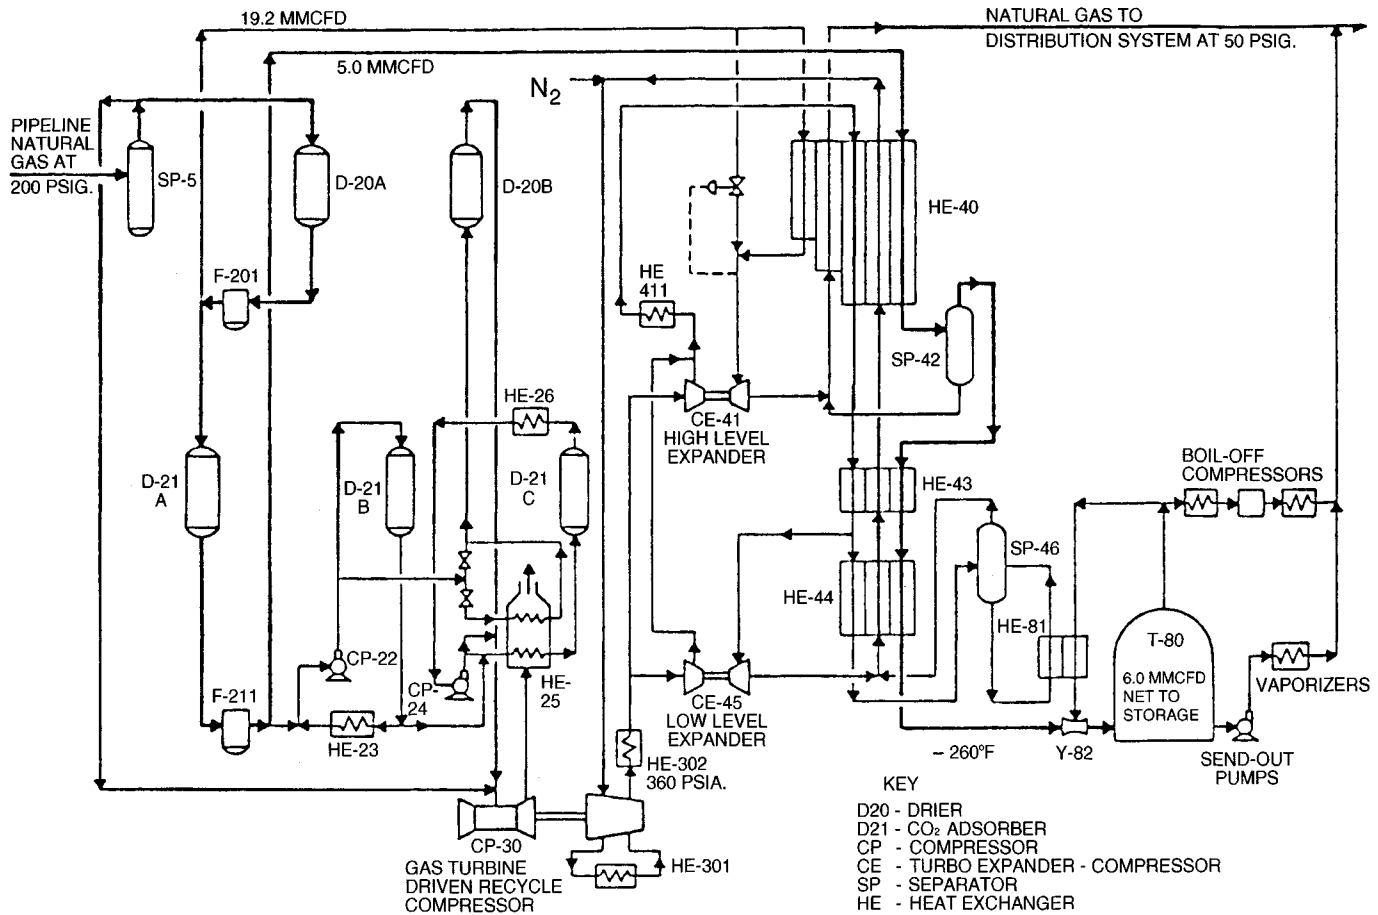 19.2 MMCFD
NATURAL GAS TO
DISTRIBUTION SYSTEM AT 50 PSIG.
5.0 MMCFD
N₂
PIPELINE
NATURAL
GAS AT
200 PSIG.
SP-5
D-20A
D-20B
HE-40
F-201
HE
411
SP-42
HE-26
CE-41
HIGH LEVEL
EXPANDER
D-21
A
D-21
B
D-21
C
HE-43
BOIL-OFF
COMPRESSORS
SP-46
HE-44
HE-81
T-80
6.0 MMCFD
NET TO
STORAGE
CP-22
CP-
24
HE-
25
F-211
HE-23
CE-45
LOW LEVEL
EXPANDER
VAPORIZERS
HE-302
360 PSIA.
– 260°F
Y-82
SEND-OUT
PUMPS
CP-30
GAS TURBINE
DRIVEN RECYCLE
COMPRESSOR
HE-301
KEY
D20 - DRIER
D21 - CO₂ ADSORBER
CP - COMPRESSOR
CE - TURBO EXPANDER - COMPRESSOR
SP - SEPARATOR
HE - HEAT EXCHANGER